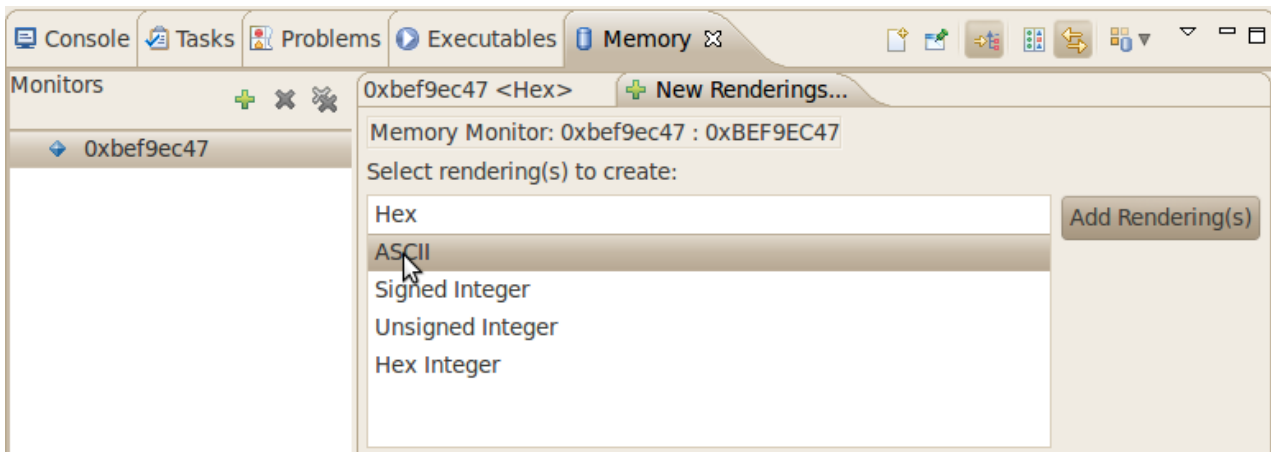 Console Tasks Problems Executables Memory
Monitors
0xbef9ec47
0xbef9ec47 <Hex> New Renderings...
Memory Monitor: 0xbef9ec47 : 0xBEF9EC47
Select rendering(s) to create:
Hex
Add Rendering(s)
ASCII
Signed Integer
Unsigned Integer
Hex Integer